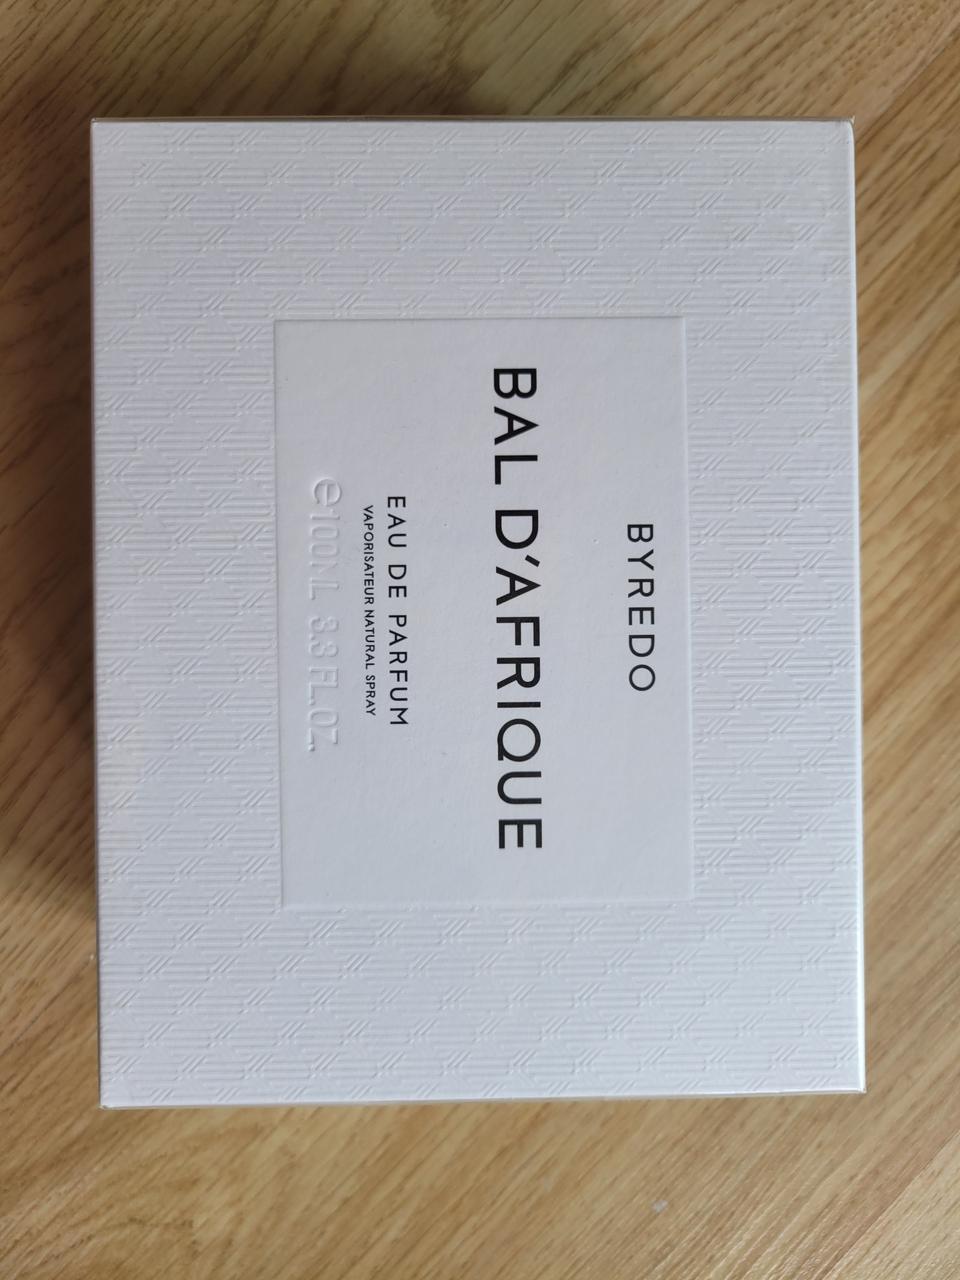 BYREDO
BAL D'AFRIQUE
EAU DE PARFUM
VAPORISATEUR NATURAL SPRAY
℮100ML 3.3 FL.OZ.